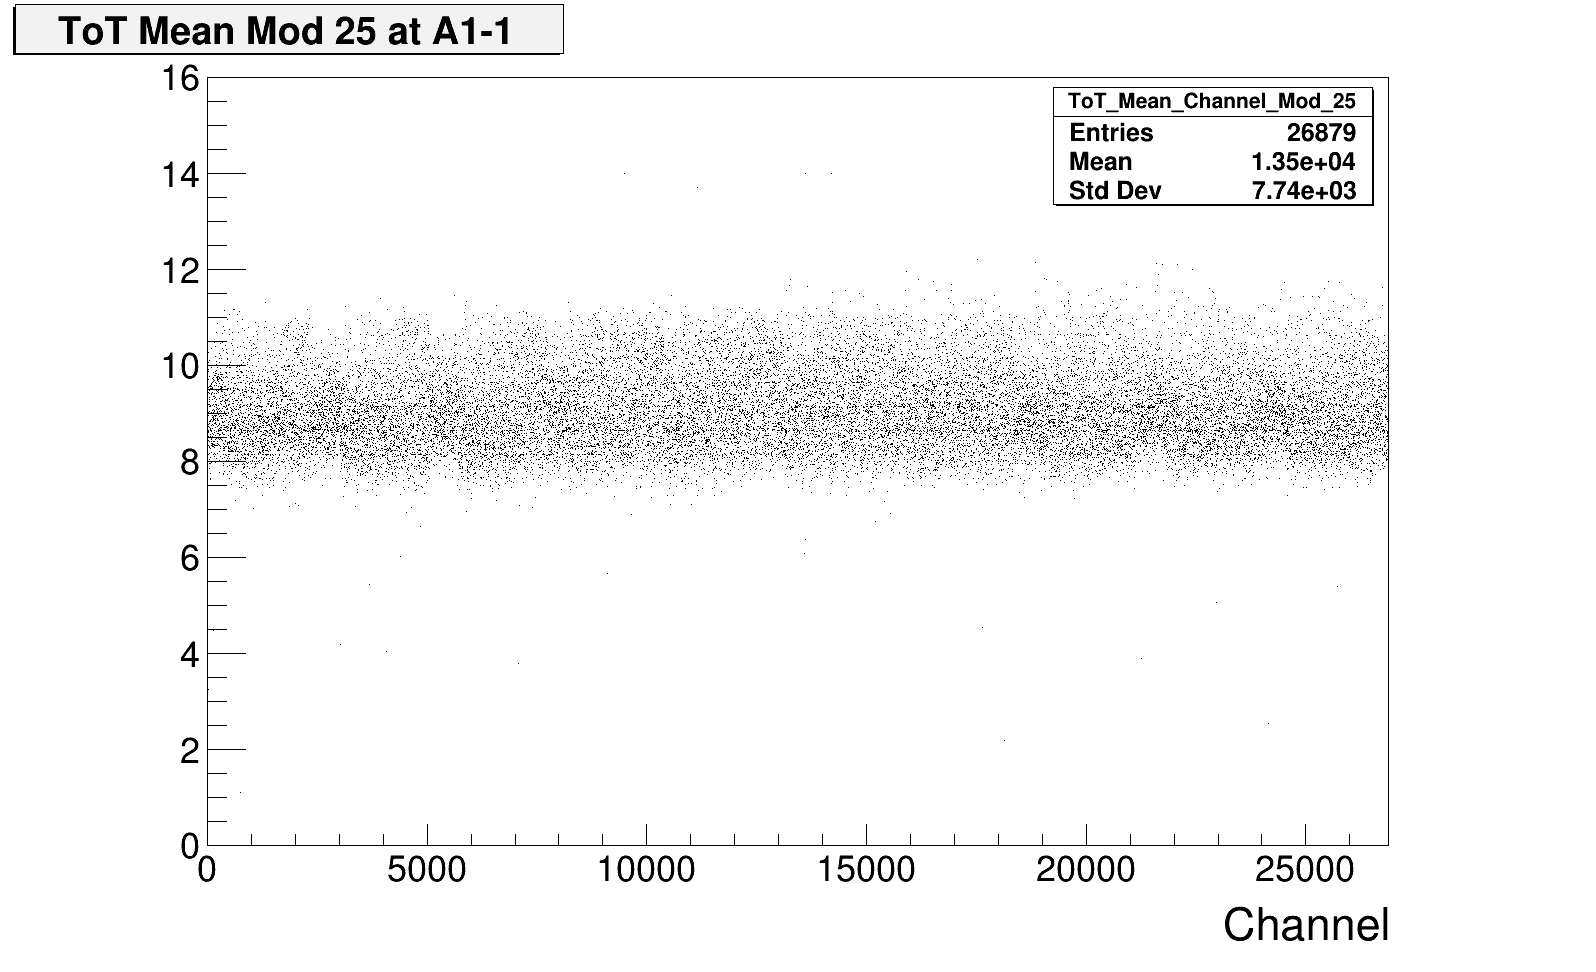 ToT Mean Mod 25 at A1-1
ToT_Mean_Channel_Mod_25
Entries 26879
Mean 1.35e+04
Std Dev 7.74e+03
16
14
12
10
8
6
4
2
0
0 5000 10000 15000 20000 25000
Channel